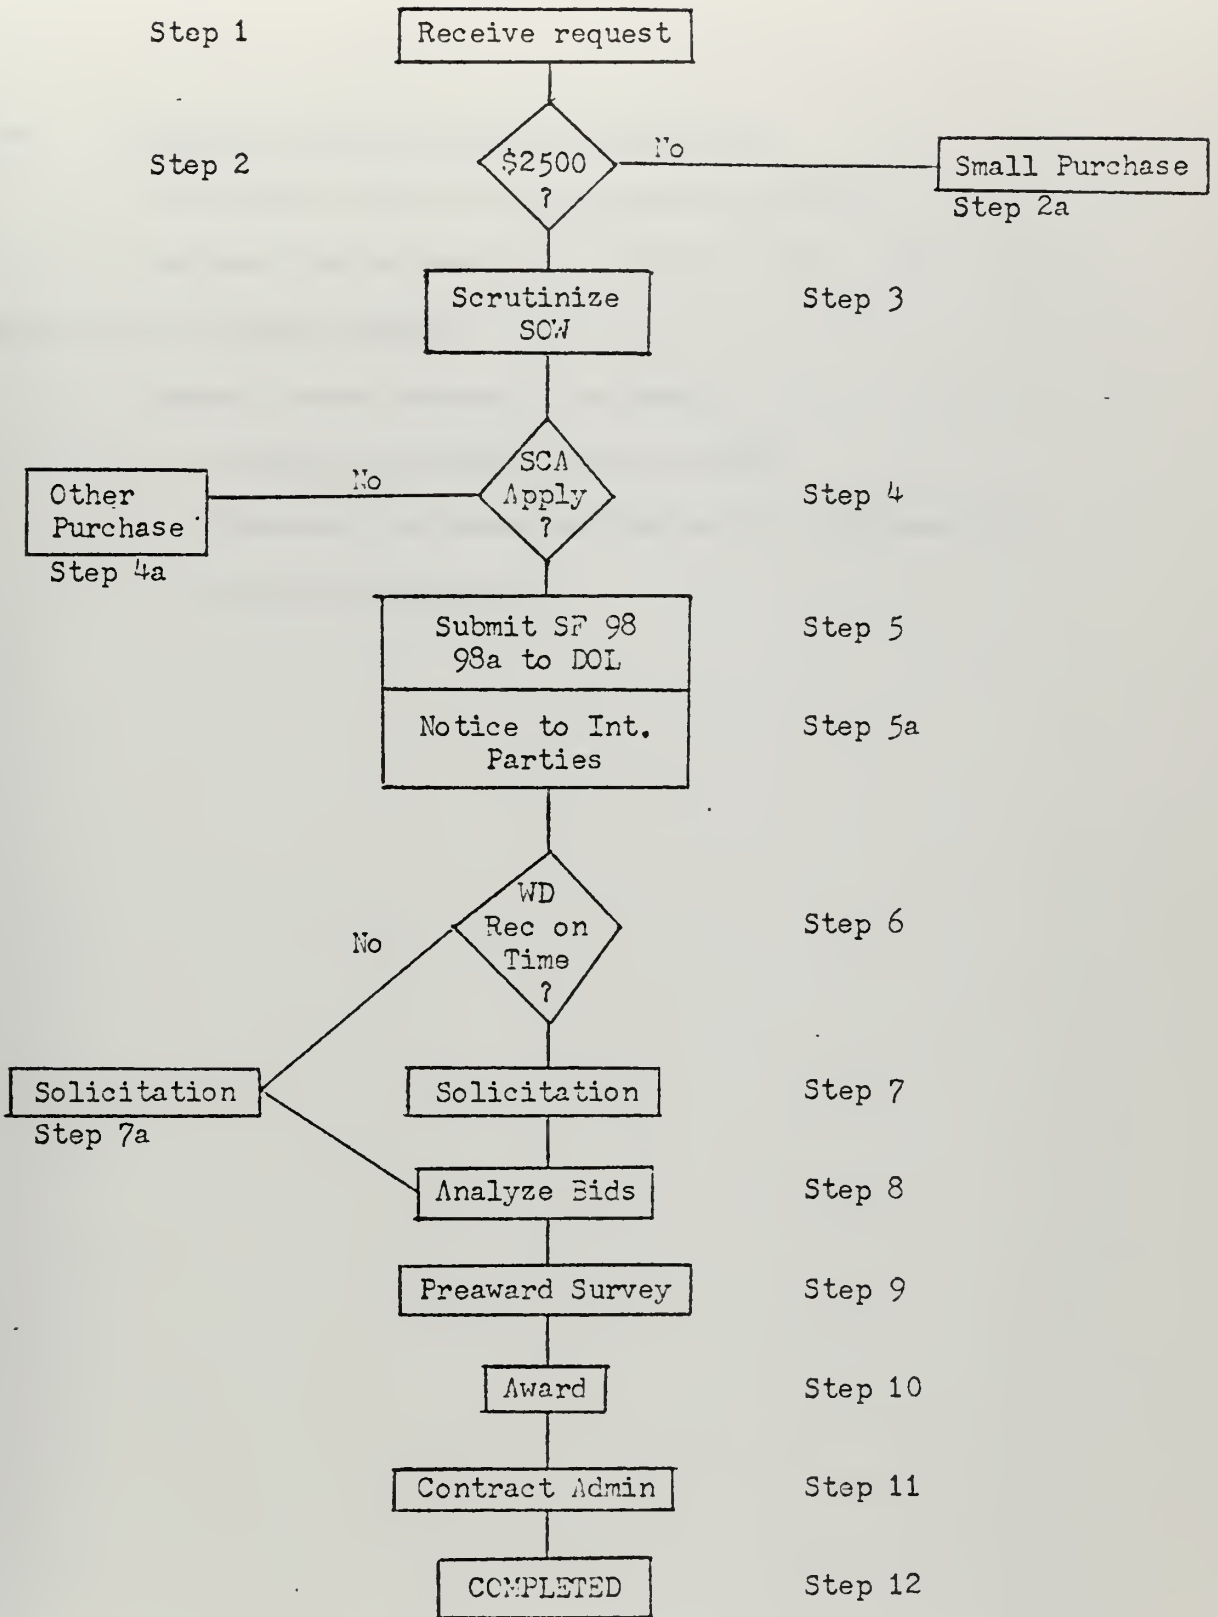 Step 1
Receive request
Step 2
$2500
?
No
Small Purchase
Step 2a
Scrutinize
SOW
Step 3
SCA
Apply
?
No
Other
Purchase
Step 4a
Step 4
Submit SF 98
98a to DOL
Step 5
Notice to Int.
Parties
Step 5a
WD
Rec on
Time
?
No
Step 6
Solicitation
Step 7a
Solicitation
Step 7
Analyze Bids
Step 8
Preaward Survey
Step 9
Award
Step 10
Contract Admin
Step 11
COMPLETED
Step 12